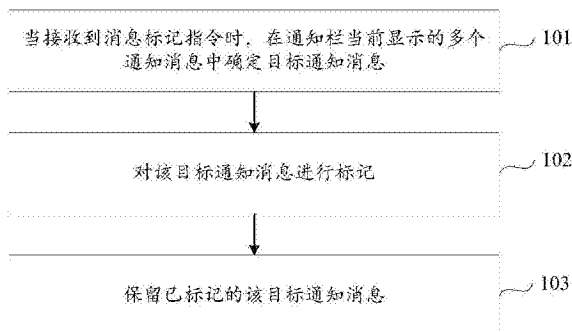 当接收到消息标记指令时，在通知栏当前显示的多个
通知消息中确定目标通知消息
101
对该目标通知消息进行标记
102
保留已标记的该目标通知消息
103